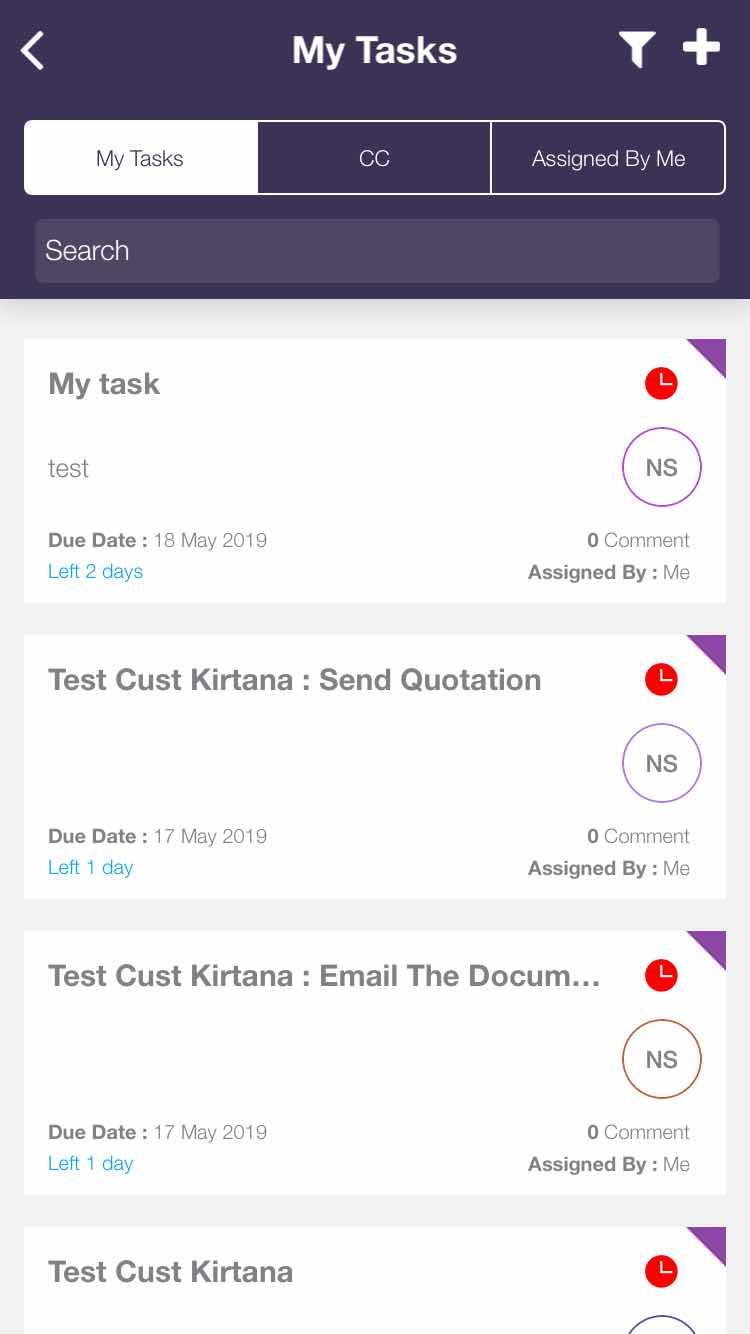 My Tasks
My Tasks CC Assigned By Me
Search
My task
test
NS
Due Date : 18 May 2019 0 Comment
Left 2 days Assigned By : Me
Test Cust Kirtana : Send Quotation
NS
Due Date : 17 May 2019 0 Comment
Left 1 day Assigned By : Me
Test Cust Kirtana : Email The Docum...
NS
Due Date : 17 May 2019 0 Comment
Left 1 day Assigned By : Me
Test Cust Kirtana